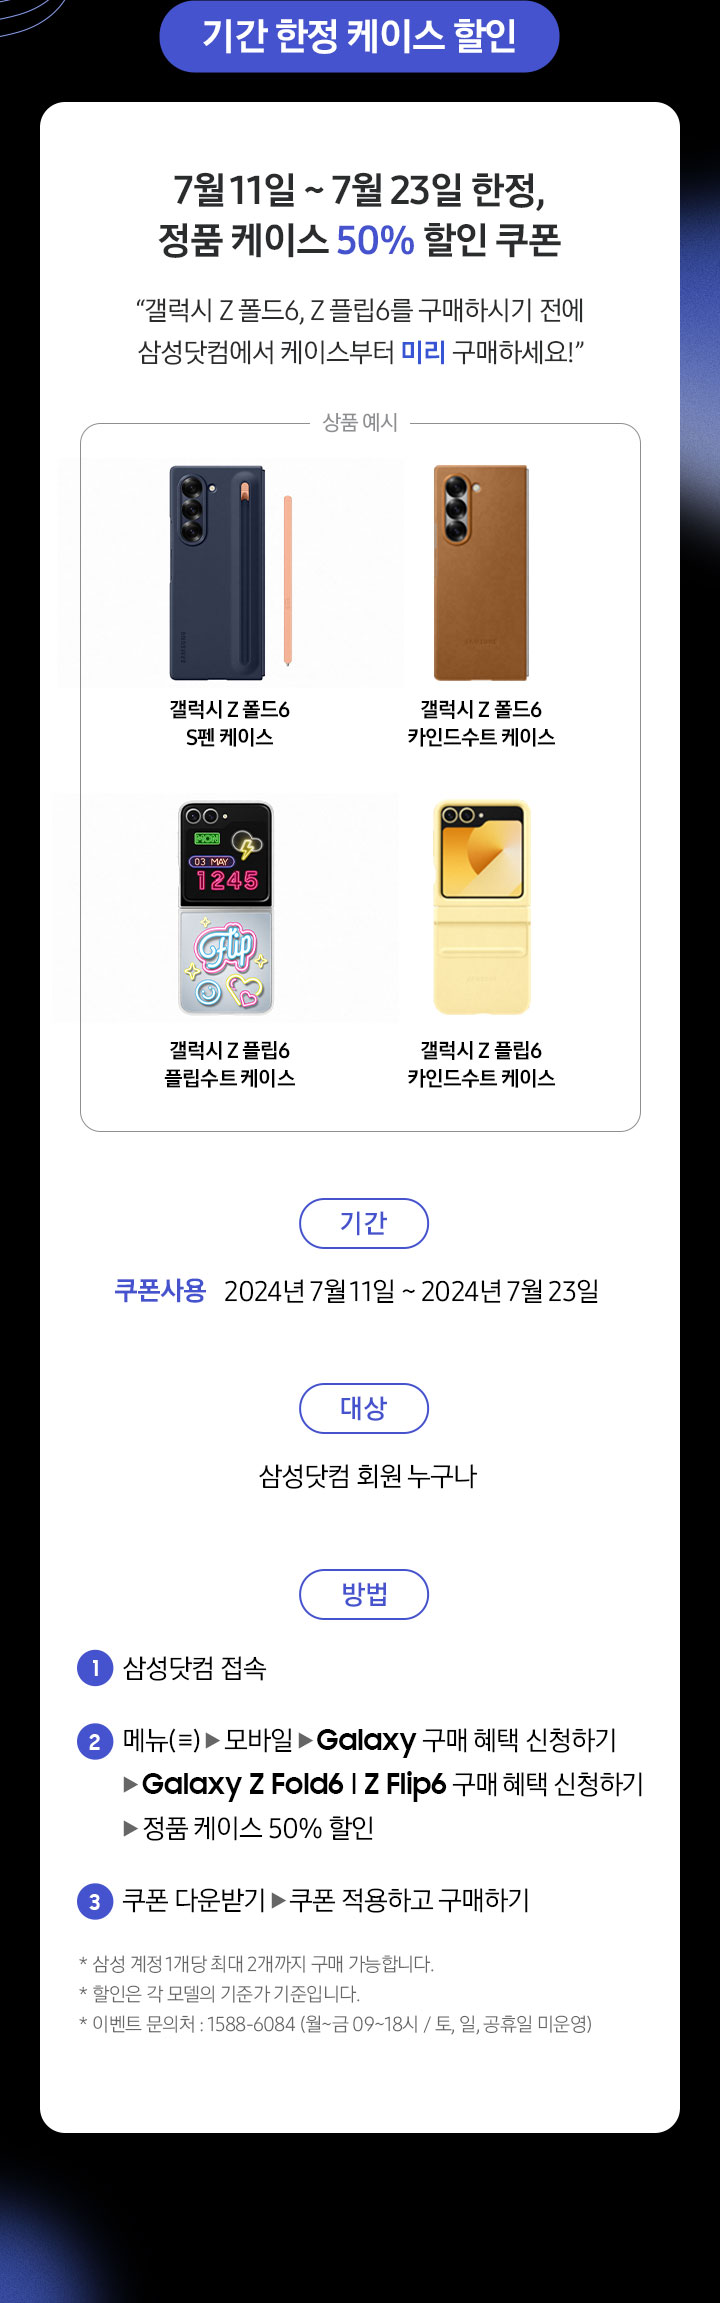 기간 한정 케이스 할인
7월 11일 ~ 7월 23일 한정,
정품 케이스 50% 할인 쿠폰
“갤럭시 Z 폴드6, Z 플립6를 구매하시기 전에
삼성닷컴에서 케이스부터 미리 구매하세요!”
상품 예시
갤럭시 Z 폴드6
S펜 케이스
갤럭시 Z 폴드6
카인드수트 케이스
MON
03 MAY
1245
Flip
갤럭시 Z 플립6
플립수트 케이스
갤럭시 Z 플립6
카인드수트 케이스
기간
쿠폰사용 2024년 7월 11일 ~ 2024년 7월 23일
대상
삼성닷컴 회원 누구나
방법
1 삼성닷컴 접속
2 메뉴(≡) ▶ 모바일 ▶ Galaxy 구매 혜택 신청하기
▶ Galaxy Z Fold6 | Z Flip6 구매 혜택 신청하기
▶ 정품 케이스 50% 할인
3 쿠폰 다운받기 ▶ 쿠폰 적용하고 구매하기
* 삼성 계정 1개당 최대 2개까지 구매 가능합니다.
* 할인은 각 모델의 기준가 기준입니다.
* 이벤트 문의처 : 1588-6084 (월~금 09~18시 / 토, 일, 공휴일 미운영)